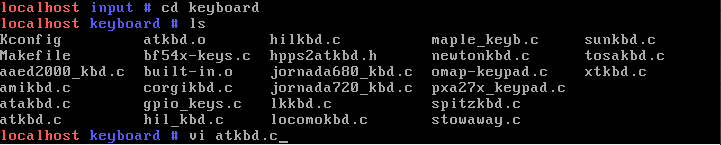 localhost input # cd keyboard
localhost keyboard # ls
Kconfig atkbd.o hilkbd.c maple_keyb.c sunkbd.c
Makefile bf54x-keys.c hpps2atkbd.h newtonkbd.c tosakbd.c
aaed2000_kbd.c built-in.o jornada680_kbd.c omap-keypad.c xtkbd.c
amikbd.c corgikbd.c jornada720_kbd.c pxa27x_keypad.c
atakbd.c gpio_keys.c lkkbd.c spitzkbd.c
atkbd.c hil_kbd.c locomokbd.c stowaway.c
localhost keyboard # vi atkbd.c_